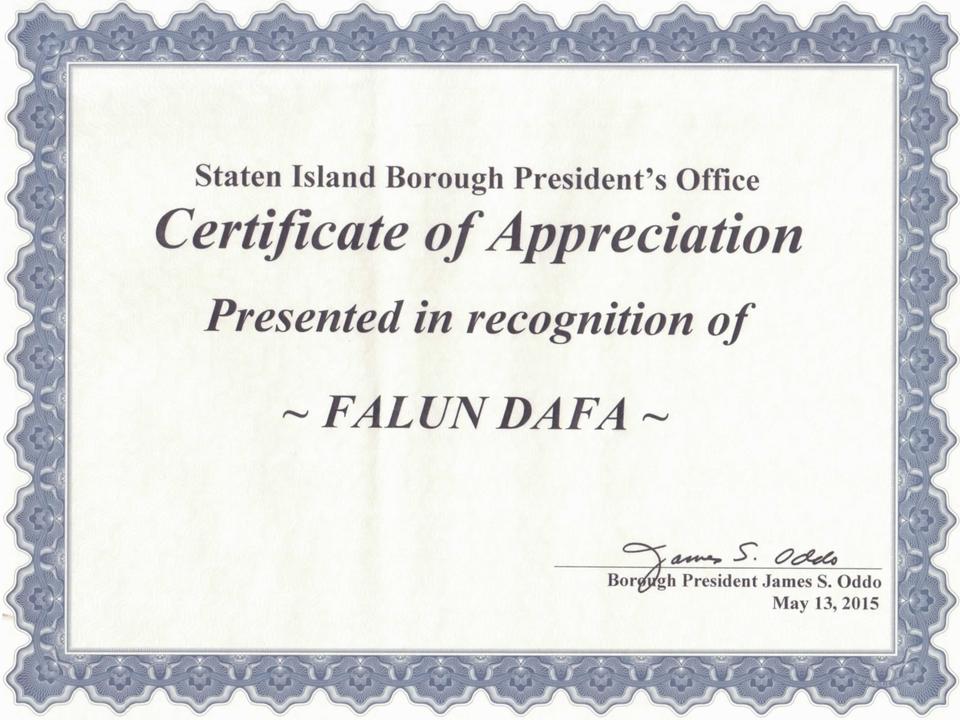 Staten Island Borough President's Office
Certificate of Appreciation
Presented in recognition of
~ FALUN DAFA ~
James S. Oddo
Borough President James S. Oddo
May 13, 2015